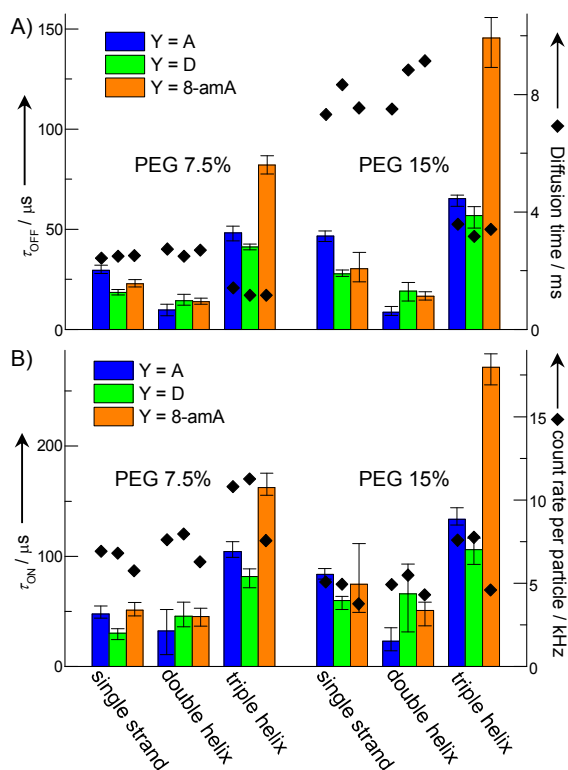 A)
150
100
50
0
τOFF / μs
Y = A
Y = D
Y = 8-amA
PEG 7.5%
PEG 15%
8
4
0
Diffusion time / ms
B)
200
100
0
τON / μs
Y = A
Y = D
Y = 8-amA
PEG 7.5%
PEG 15%
15
10
5
0
count rate per particle / kHz
single strand
double helix
triple helix
single strand
double helix
triple helix